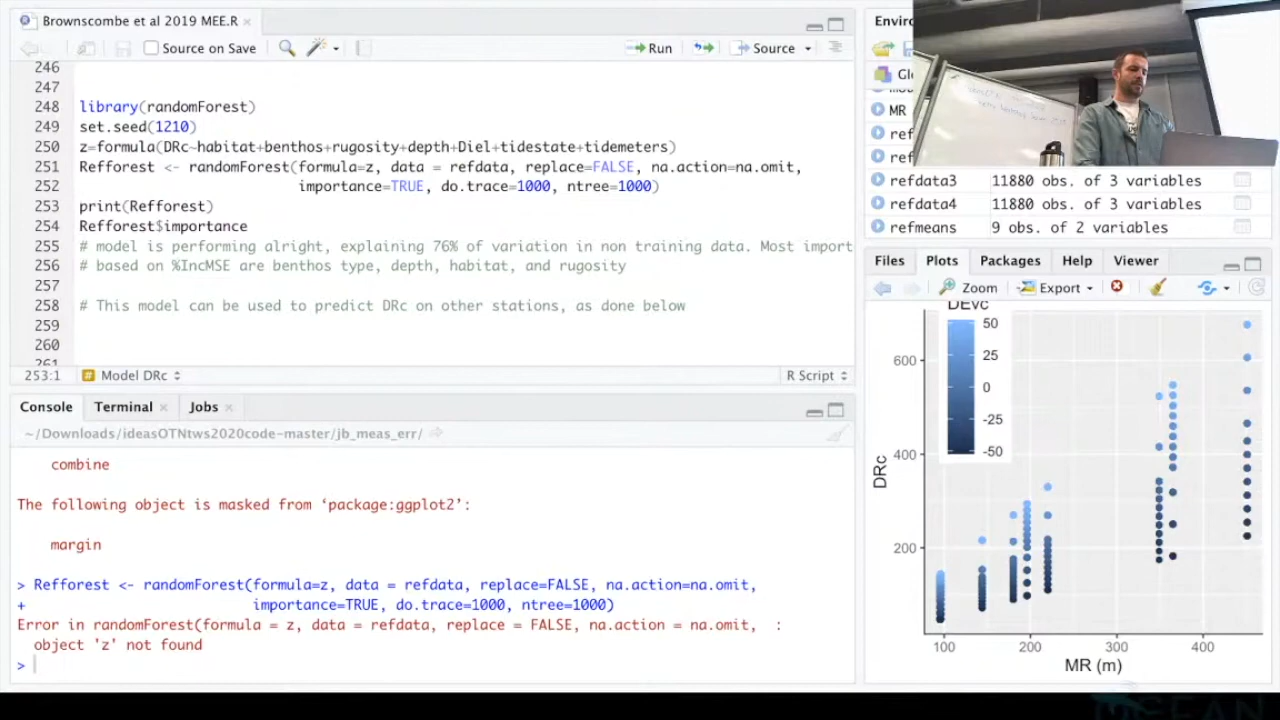 Brownscombe et al 2019 MEE.R
Source on Save
Run
Source
246
247
248 library(randomForest)
249 set.seed(1210)
250 z=formula(DRc~habitat+benthos+rugosity+depth+Diel+tidestate+tidemeters)
251 Refforest <- randomForest(formula=z, data = refdata, replace=FALSE, na.action=na.omit,
252 importance=TRUE, do.trace=1000, ntree=1000)
253 print(Refforest)
254 Refforest$importance
255 # model is performing alright, explaining 76% of variation in non training data. Most import
256 # based on %IncMSE are benthos type, depth, habitat, and rugosity
257
258 # This model can be used to predict DRc on other stations, as done below
259
260
261
253:1 Model DRc R Script
Console Terminal Jobs
~/Downloads/ideasOTNtws2020code-master/jb_meas_err/
combine
The following object is masked from ‘package:ggplot2’:
margin
> Refforest <- randomForest(formula=z, data = refdata, replace=FALSE, na.action=na.omit,
+ importance=TRUE, do.trace=1000, ntree=1000)
Error in randomForest(formula = z, data = refdata, replace = FALSE, na.action = na.omit, :
object 'z' not found
>
Enviro
Gl
MR
ref
ref
refdata3 11880 obs. of 3 variables
refdata4 11880 obs. of 3 variables
refmeans 9 obs. of 2 variables
Files Plots Packages Help Viewer
Zoom Export
DEvc
50
25
0
-25
-50
600
400
200
DRc
100 200 300 400
MR (m)